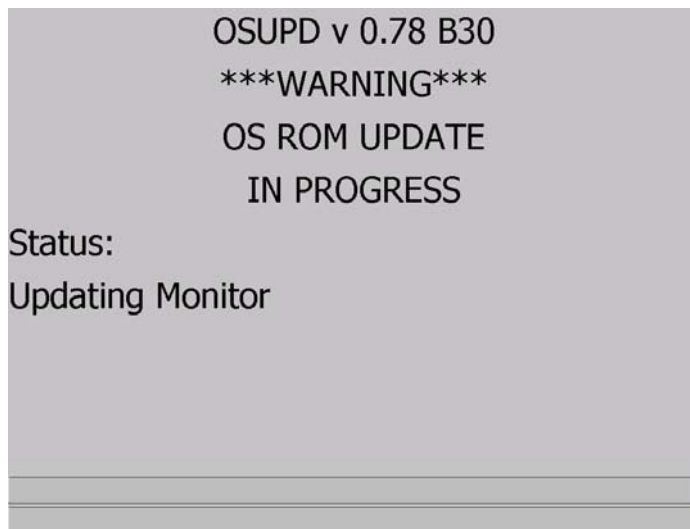 OSUPD v 0.78 B30
***WARNING***
OS ROM UPDATE
IN PROGRESS
Status:
Updating Monitor